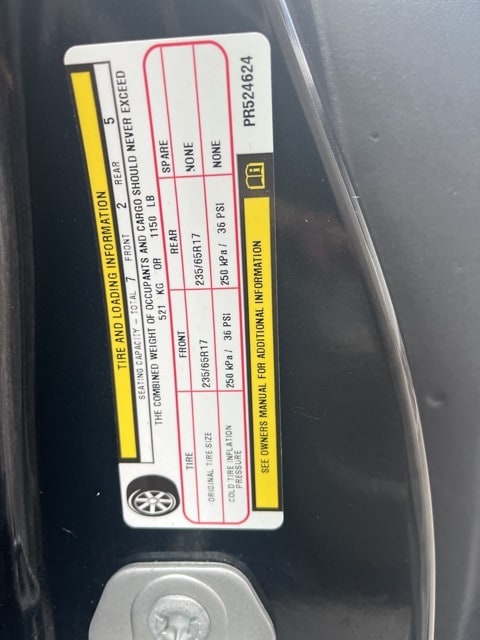 TIRE AND LOADING INFORMATION
SEATING CAPACITY - TOTAL 7 FRONT 2 REAR 5
THE COMBINED WEIGHT OF OCCUPANTS AND CARGO SHOULD NEVER EXCEED
521 KG OR 1150 LB
TIRE FRONT REAR SPARE
ORIGINAL TIRE SIZE 235/65R17 235/65R17 NONE
COLD TIRE INFLATION PRESSURE 250 kPa / 36 PSI 250 kPa / 36 PSI NONE
SEE OWNERS MANUAL FOR ADDITIONAL INFORMATION
PR524624